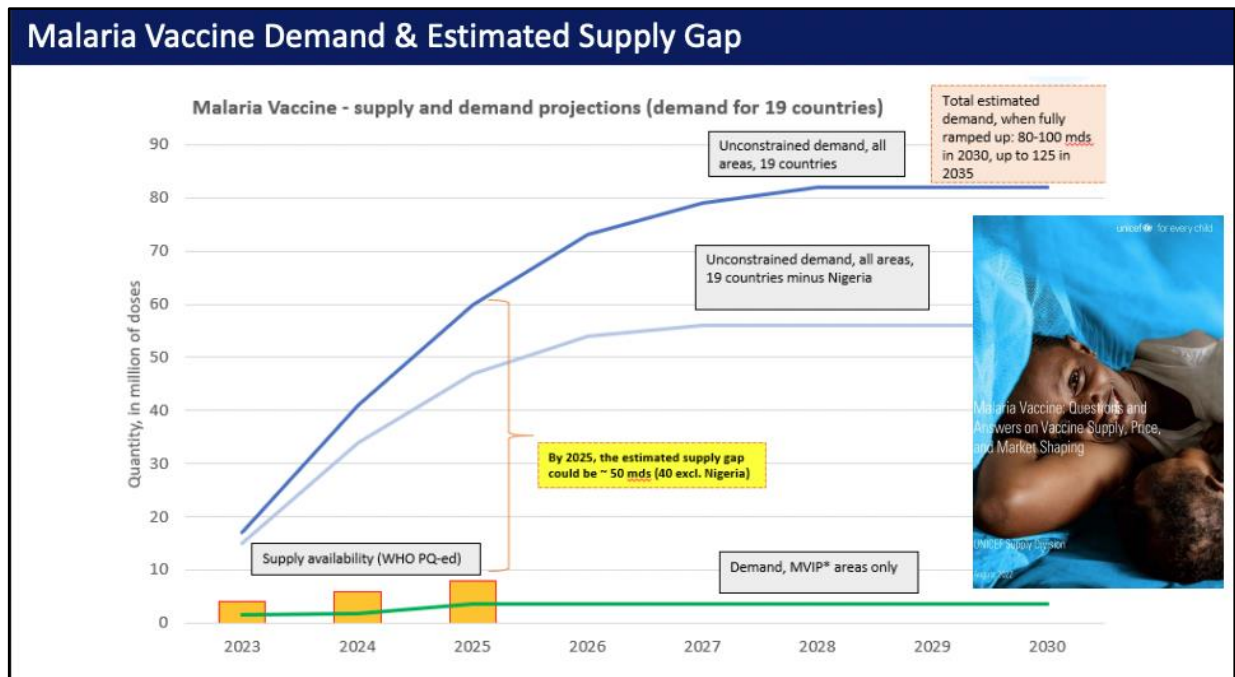 Malaria Vaccine Demand & Estimated Supply Gap
Malaria Vaccine - supply and demand projections (demand for 19 countries)
Total estimated
demand, when fully
ramped up: 80-100 mds
in 2030, up to 125 in
2035
Unconstrained demand, all
areas, 19 countries
Unconstrained demand, all areas,
19 countries minus Nigeria
By 2025, the estimated supply gap
could be ~ 50 mds (40 excl. Nigeria)
Supply availability (WHO PQ-ed)
Demand, MVIP* areas only
Quantity, in million of doses
90
80
70
60
50
40
30
20
10
0
2023 2024 2025 2026 2027 2028 2029 2030
unicef for every child
Malaria Vaccine: Questions and
Answers on Vaccine Supply, Price,
and Market Shaping
UNICEF Supply Division
August 2022